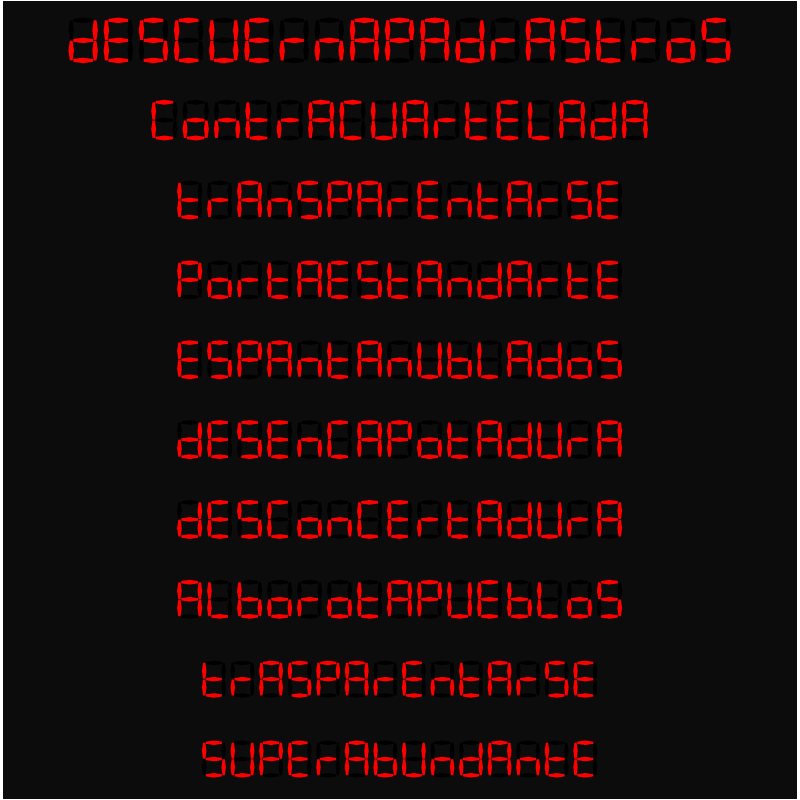 dESCUErnAPAdrAStroS
ContrACUArtELAdA
trAnSPArEntArSE
PortAEStAndArtE
ESPAntAnUbLAdoS
dESEnCAPotAdUrA
dESConCErtAdUrA
ALborotAPUEbLoS
trASPArEntArSE
SUPErAbUndAntE